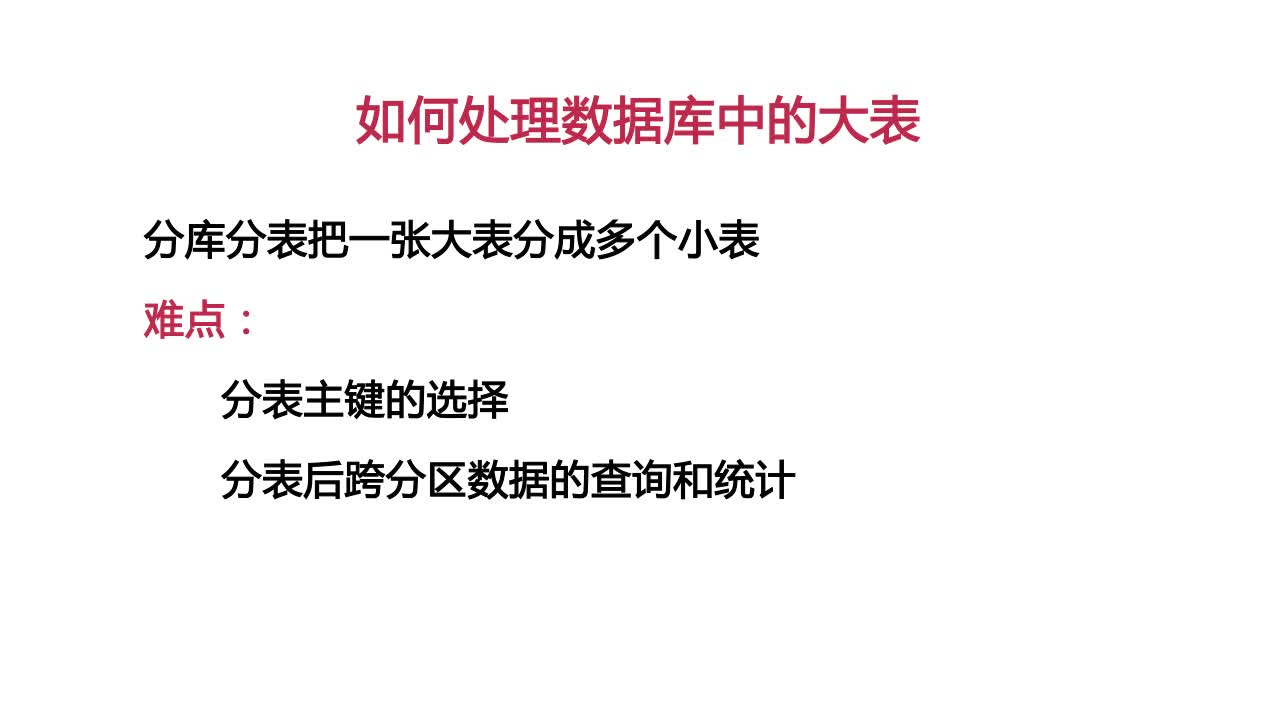 如何处理数据库中的大表
分库分表把一张大表分成多个小表
难点：
分表主键的选择
分表后跨分区数据的查询和统计